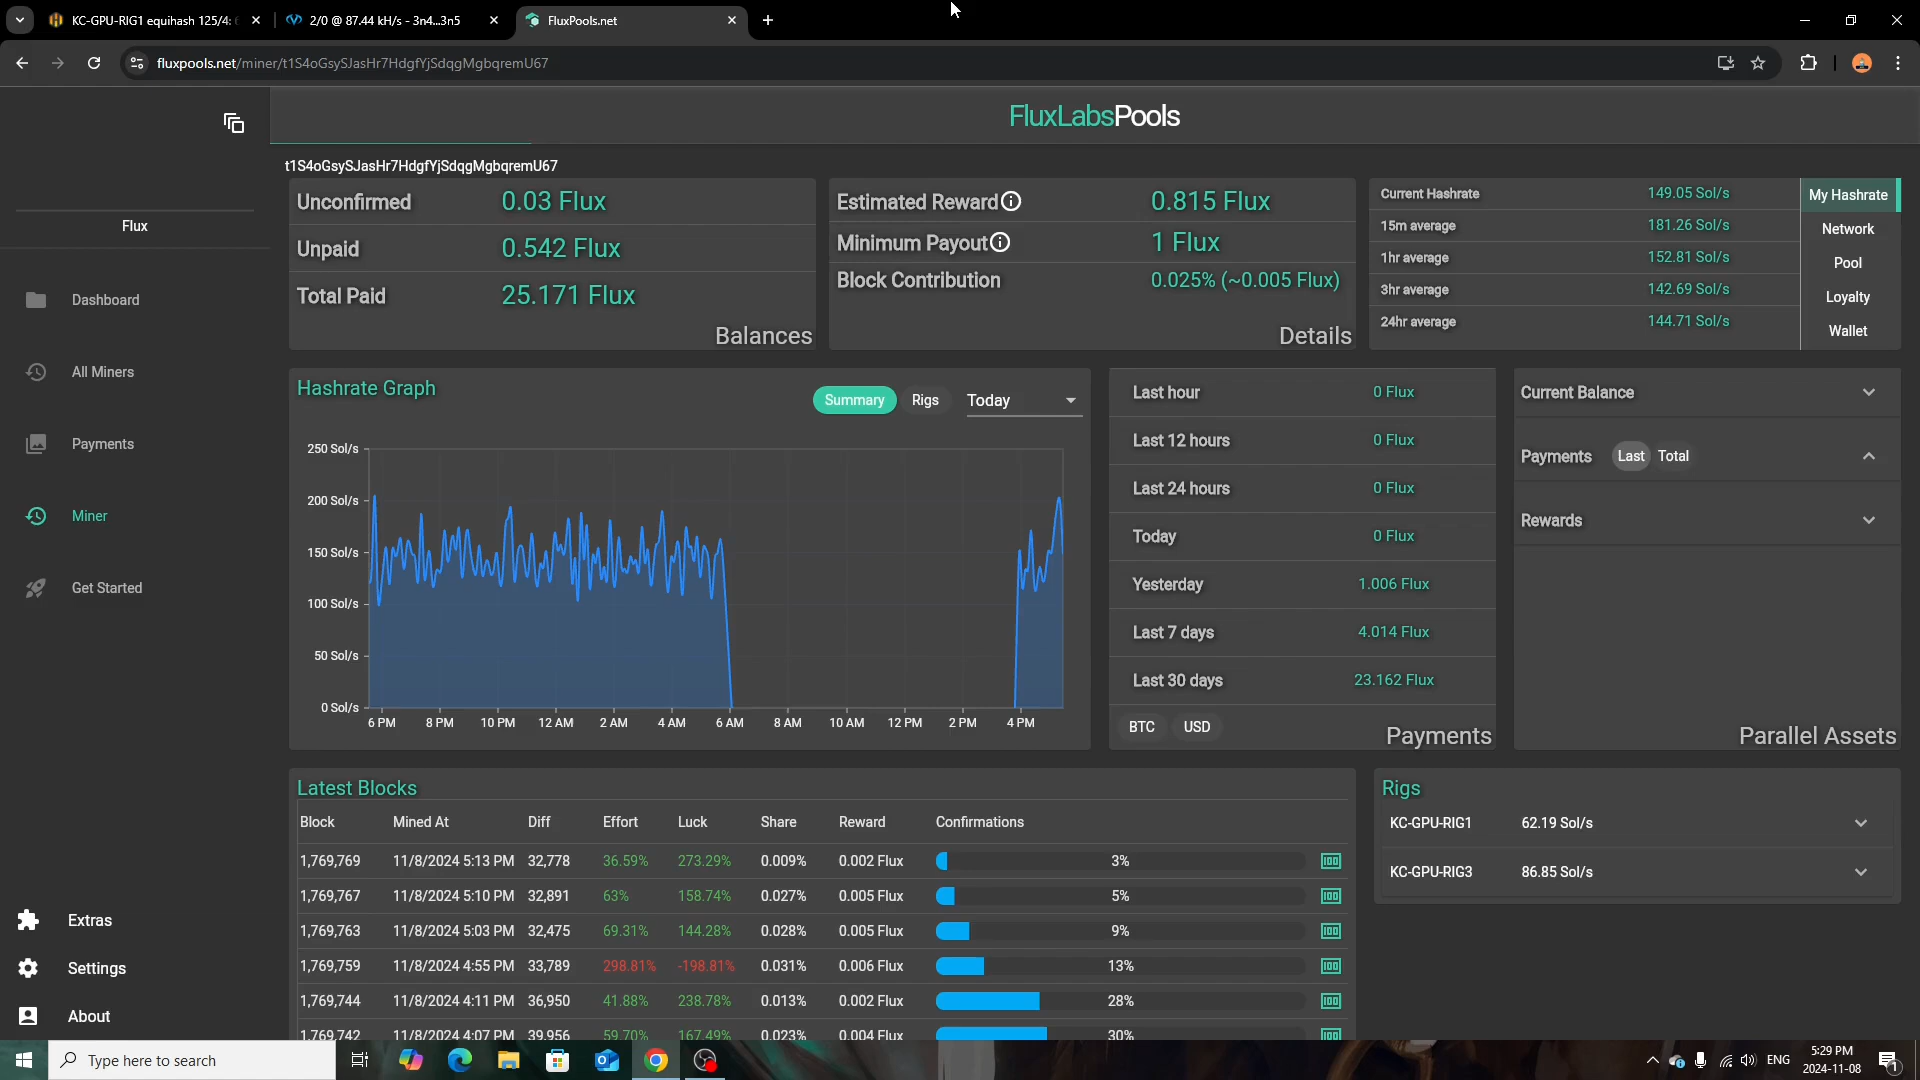 KC-GPU-RIG1 equihash 125/4:
2/0 @ 87.44 kH/s - 3n4...3n5
FluxPools.net
fluxpools.net/miner/t1S4oGsySJasHr7HdgfYjSdqgMgbqremU67
FluxLabsPools
t1S4oGsySJasHr7HdgfYjSdqgMgbqremU67
Flux
Dashboard
All Miners
Payments
Miner
Get Started
Extras
Settings
About
Unconfirmed 0.03 Flux
Unpaid 0.542 Flux
Total Paid 25.171 Flux
Balances
Estimated Reward 0.815 Flux
Minimum Payout 1 Flux
Block Contribution 0.025% (~0.005 Flux)
Details
Current Hashrate 149.05 Sol/s
15m average 181.26 Sol/s
1hr average 152.81 Sol/s
3hr average 142.69 Sol/s
24hr average 144.71 Sol/s
My Hashrate
Network
Pool
Loyalty
Wallet
Hashrate Graph
Summary Rigs Today
250 Sol/s
200 Sol/s
150 Sol/s
100 Sol/s
50 Sol/s
0 Sol/s
6 PM 8 PM 10 PM 12 AM 2 AM 4 AM 6 AM 8 AM 10 AM 12 PM 2 PM 4 PM
Last hour 0 Flux
Last 12 hours 0 Flux
Last 24 hours 0 Flux
Today 0 Flux
Yesterday 1.006 Flux
Last 7 days 4.014 Flux
Last 30 days 23.162 Flux
BTC USD
Payments
Current Balance
Payments Last Total
Rewards
Parallel Assets
Latest Blocks
Block Mined At Diff Effort Luck Share Reward Confirmations
1,769,769 11/8/2024 5:13 PM 32,778 36.59% 273.29% 0.009% 0.002 Flux 3%
1,769,767 11/8/2024 5:10 PM 32,891 63% 158.74% 0.027% 0.005 Flux 5%
1,769,763 11/8/2024 5:03 PM 32,475 69.31% 144.28% 0.028% 0.005 Flux 9%
1,769,759 11/8/2024 4:55 PM 33,789 298.81% -198.81% 0.031% 0.006 Flux 13%
1,769,744 11/8/2024 4:11 PM 36,950 41.88% 238.78% 0.013% 0.002 Flux 28%
1,769,742 11/8/2024 4:07 PM 39,956 59.70% 167.49% 0.023% 0.004 Flux 30%
Rigs
KC-GPU-RIG1 62.19 Sol/s
KC-GPU-RIG3 86.85 Sol/s
Type here to search
ENG
5:29 PM
2024-11-08
1